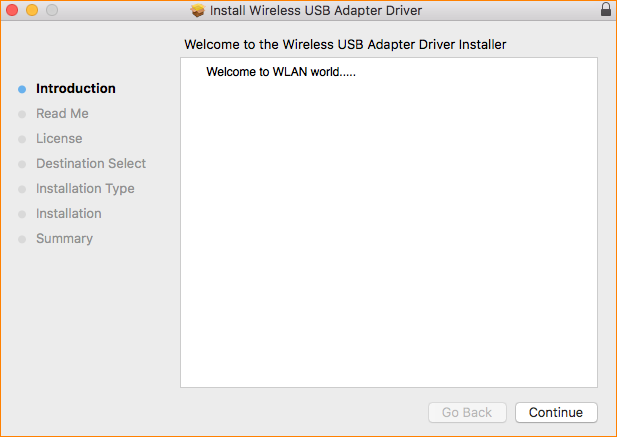 Install Wireless USB Adapter Driver
Welcome to the Wireless USB Adapter Driver Installer
Introduction
Read Me
License
Destination Select
Installation Type
Installation
Summary
Welcome to WLAN world.....
Go Back
Continue